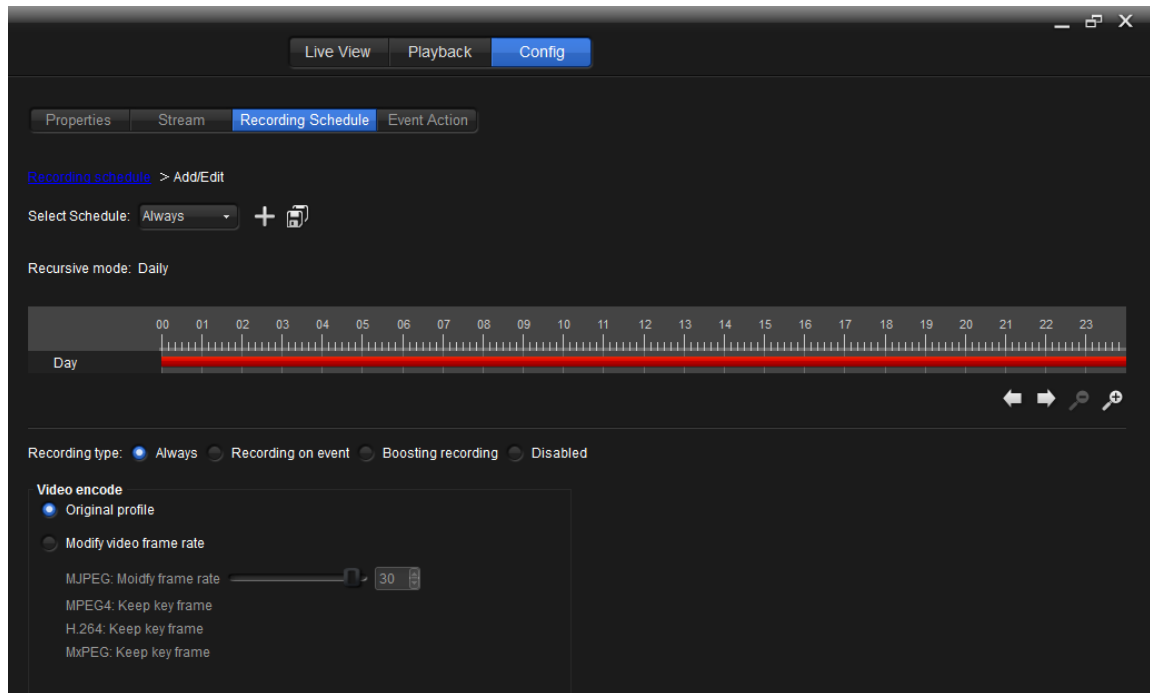 Live View Playback Config
Properties Stream Recording Schedule Event Action
Recording schedule > Add/Edit
Select Schedule: Always
Recursive mode: Daily
00 01 02 03 04 05 06 07 08 09 10 11 12 13 14 15 16 17 18 19 20 21 22 23
Day
Recording type: Always Recording on event Boosting recording Disabled
Video encode
Original profile
Modify video frame rate
MJPEG: Moidfy frame rate 30
MPEG4: Keep key frame
H.264: Keep key frame
MxPEG: Keep key frame